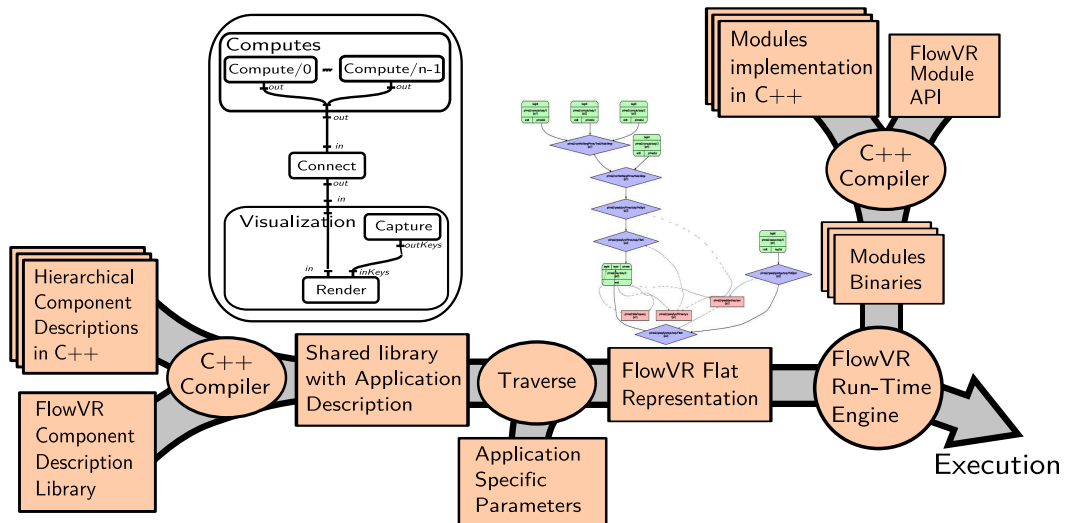 Computes
Compute/0
Compute/n-1
out
out
out
in
Connect
out
in
Visualization
Capture
outKeys
in
inKeys
Render
Modules
implementation
in C++
FlowVR
Module
API
C++
Compiler
Modules
Binaries
Hierarchical
Component
Descriptions
in C++
C++
Compiler
FlowVR
Component
Description
Library
Shared library
with Application
Description
Traverse
Application
Specific
Parameters
FlowVR Flat
Representation
FlowVR
Run-Time
Engine
Execution